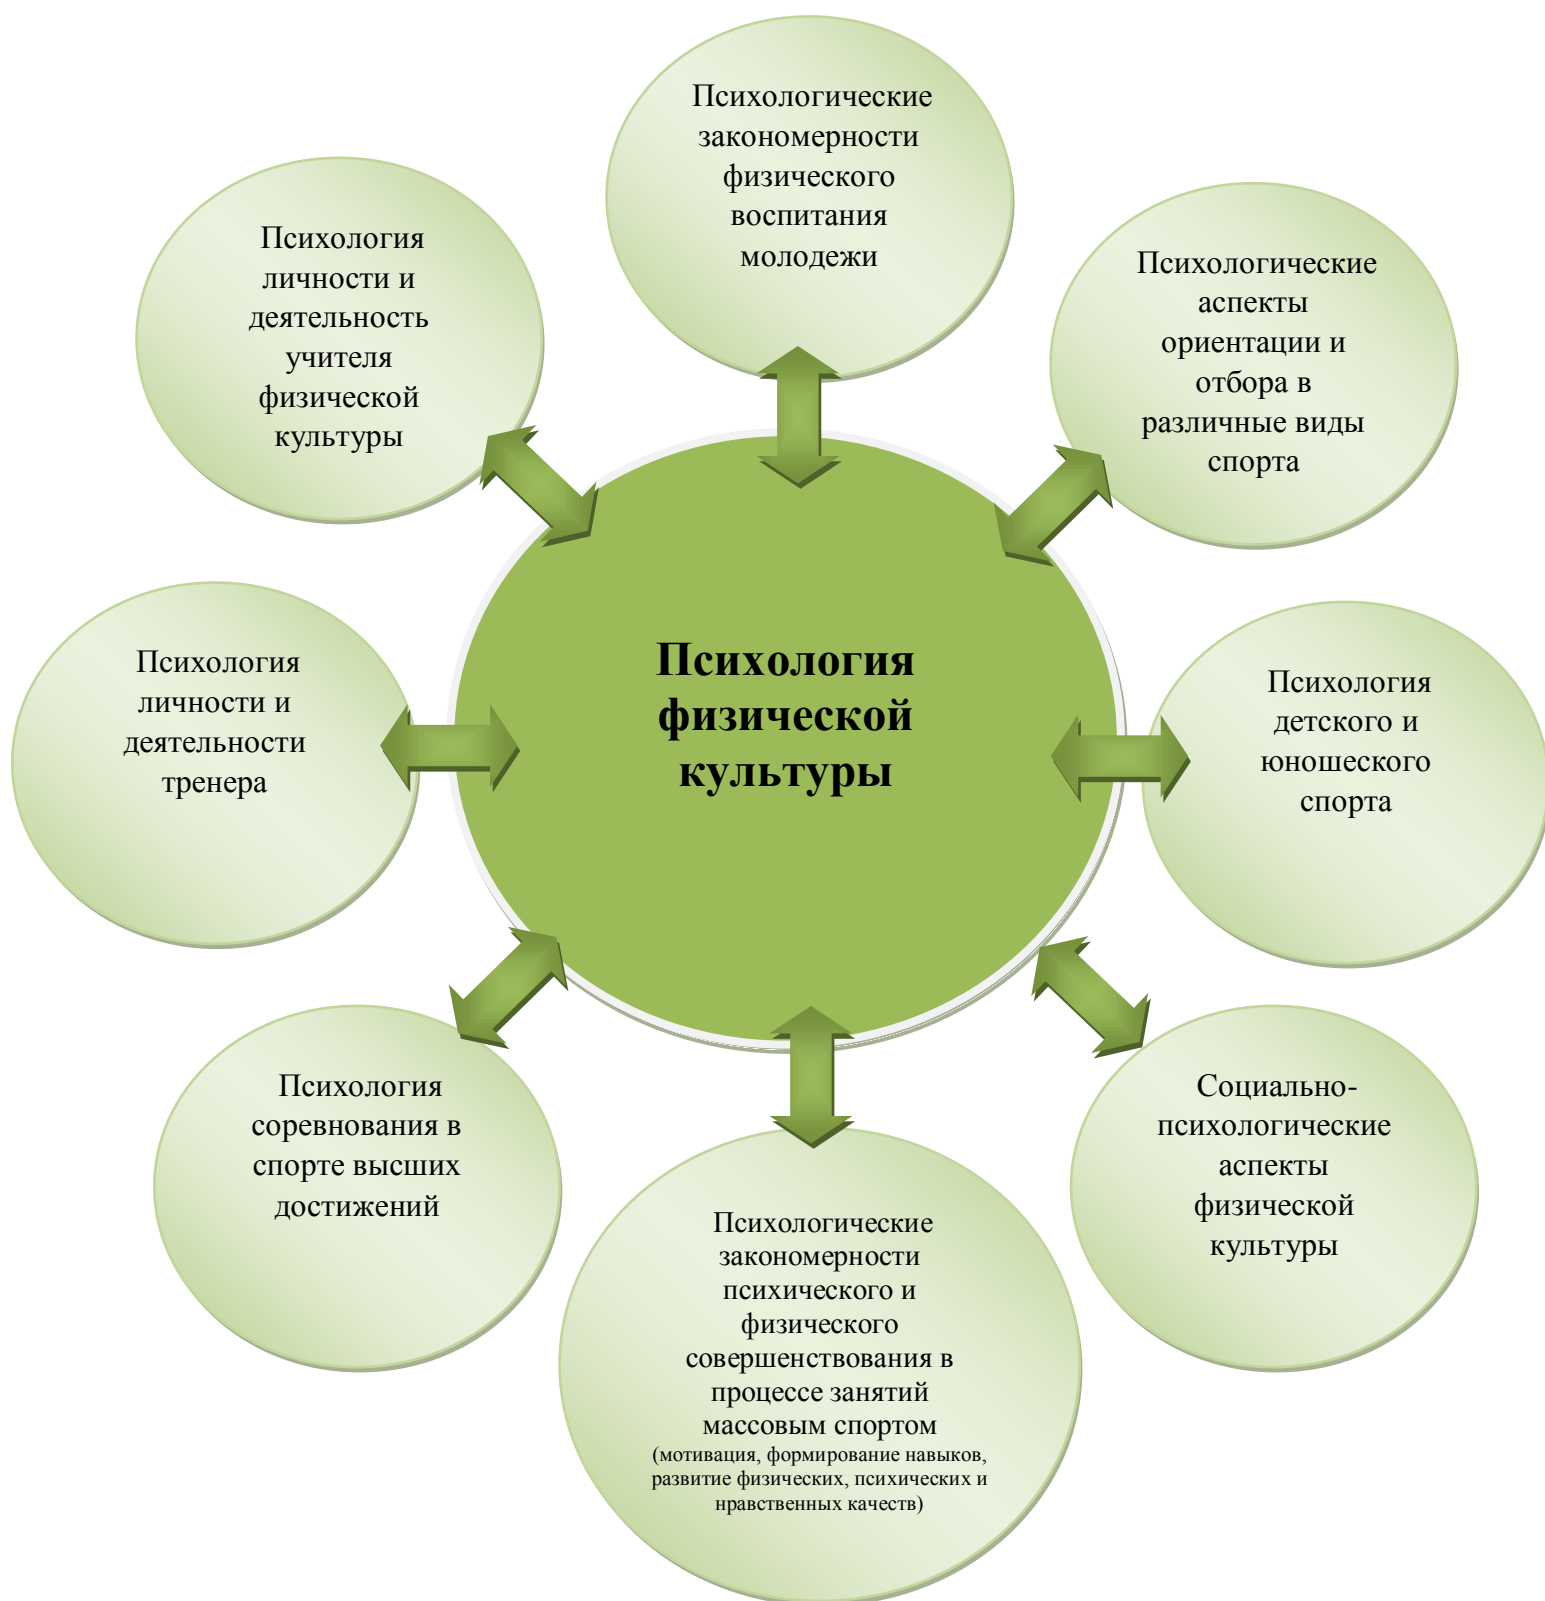 Психологические
закономерности
физического
воспитания
молодежи
Психология
личности и
деятельность
учителя
физической
культуры
Психологические
аспекты
ориентации и
отбора в
различные виды
спорта
Психология
физической
культуры
Психология
личности и
деятельности
тренера
Психология
детского и
юношеского
спорта
Психология
соревнования в
спорте высших
достижений
Социально-
психологические
аспекты
физической
культуры
Психологические
закономерности
психического и
физического
совершенствования в
процессе занятий
массовым спортом
(мотивация, формирование навыков,
развитие физических, психических и
нравственных качеств)